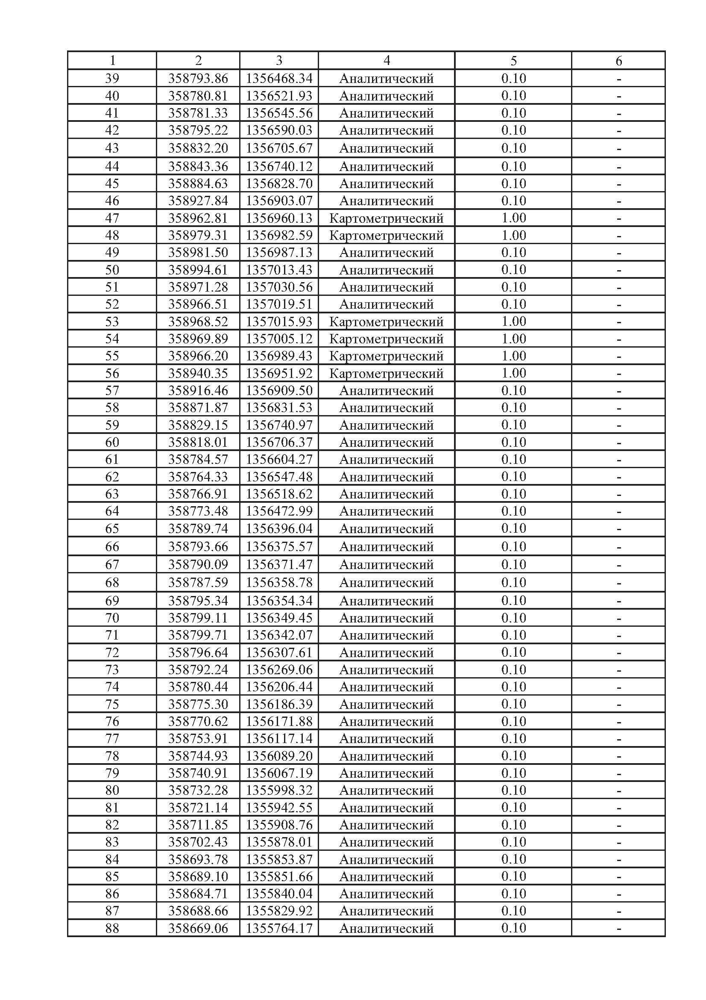 1 2 3 4 5 6
39 358793.86 1356468.34 Аналитический 0.10 -
40 358780.81 1356521.93 Аналитический 0.10 -
41 358781.33 1356545.56 Аналитический 0.10 -
42 358795.22 1356590.03 Аналитический 0.10 -
43 358832.20 1356705.67 Аналитический 0.10 -
44 358843.36 1356740.12 Аналитический 0.10 -
45 358884.63 1356828.70 Аналитический 0.10 -
46 358927.84 1356903.07 Аналитический 0.10 -
47 358962.81 1356960.13 Картометрический 1.00 -
48 358979.31 1356982.59 Картометрический 1.00 -
49 358981.50 1356987.13 Аналитический 0.10 -
50 358994.61 1357013.43 Аналитический 0.10 -
51 358971.28 1357030.56 Аналитический 0.10 -
52 358966.51 1357019.51 Аналитический 0.10 -
53 358968.52 1357015.93 Картометрический 1.00 -
54 358969.89 1357005.12 Картометрический 1.00 -
55 358966.20 1356989.43 Картометрический 1.00 -
56 358940.35 1356951.92 Картометрический 1.00 -
57 358916.46 1356909.50 Аналитический 0.10 -
58 358871.87 1356831.53 Аналитический 0.10 -
59 358829.15 1356740.97 Аналитический 0.10 -
60 358818.01 1356706.37 Аналитический 0.10 -
61 358784.57 1356604.27 Аналитический 0.10 -
62 358764.33 1356547.48 Аналитический 0.10 -
63 358766.91 1356518.62 Аналитический 0.10 -
64 358773.48 1356472.99 Аналитический 0.10 -
65 358789.74 1356396.04 Аналитический 0.10 -
66 358793.66 1356375.57 Аналитический 0.10 -
67 358790.09 1356371.47 Аналитический 0.10 -
68 358787.59 1356358.78 Аналитический 0.10 -
69 358795.34 1356354.34 Аналитический 0.10 -
70 358799.11 1356349.45 Аналитический 0.10 -
71 358799.71 1356342.07 Аналитический 0.10 -
72 358796.64 1356307.61 Аналитический 0.10 -
73 358792.24 1356269.06 Аналитический 0.10 -
74 358780.44 1356206.44 Аналитический 0.10 -
75 358775.30 1356186.39 Аналитический 0.10 -
76 358770.62 1356171.88 Аналитический 0.10 -
77 358753.91 1356117.14 Аналитический 0.10 -
78 358744.93 1356089.20 Аналитический 0.10 -
79 358740.91 1356067.19 Аналитический 0.10 -
80 358732.28 1355998.32 Аналитический 0.10 -
81 358721.14 1355942.55 Аналитический 0.10 -
82 358711.85 1355908.76 Аналитический 0.10 -
83 358702.43 1355878.01 Аналитический 0.10 -
84 358693.78 1355853.87 Аналитический 0.10 -
85 358689.10 1355851.66 Аналитический 0.10 -
86 358684.71 1355840.04 Аналитический 0.10 -
87 358688.66 1355829.92 Аналитический 0.10 -
88 358669.06 1355764.17 Аналитический 0.10 -